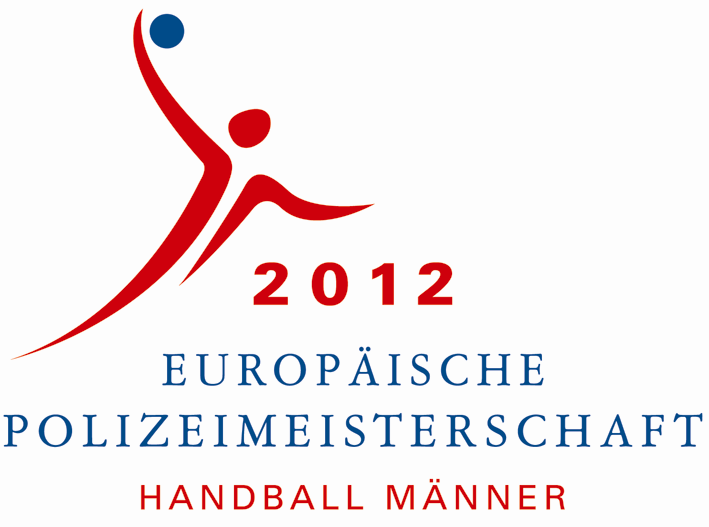 2012
EUROPÄISCHE
POLIZEIMEISTERSCHAFT
HANDBALL MÄNNER